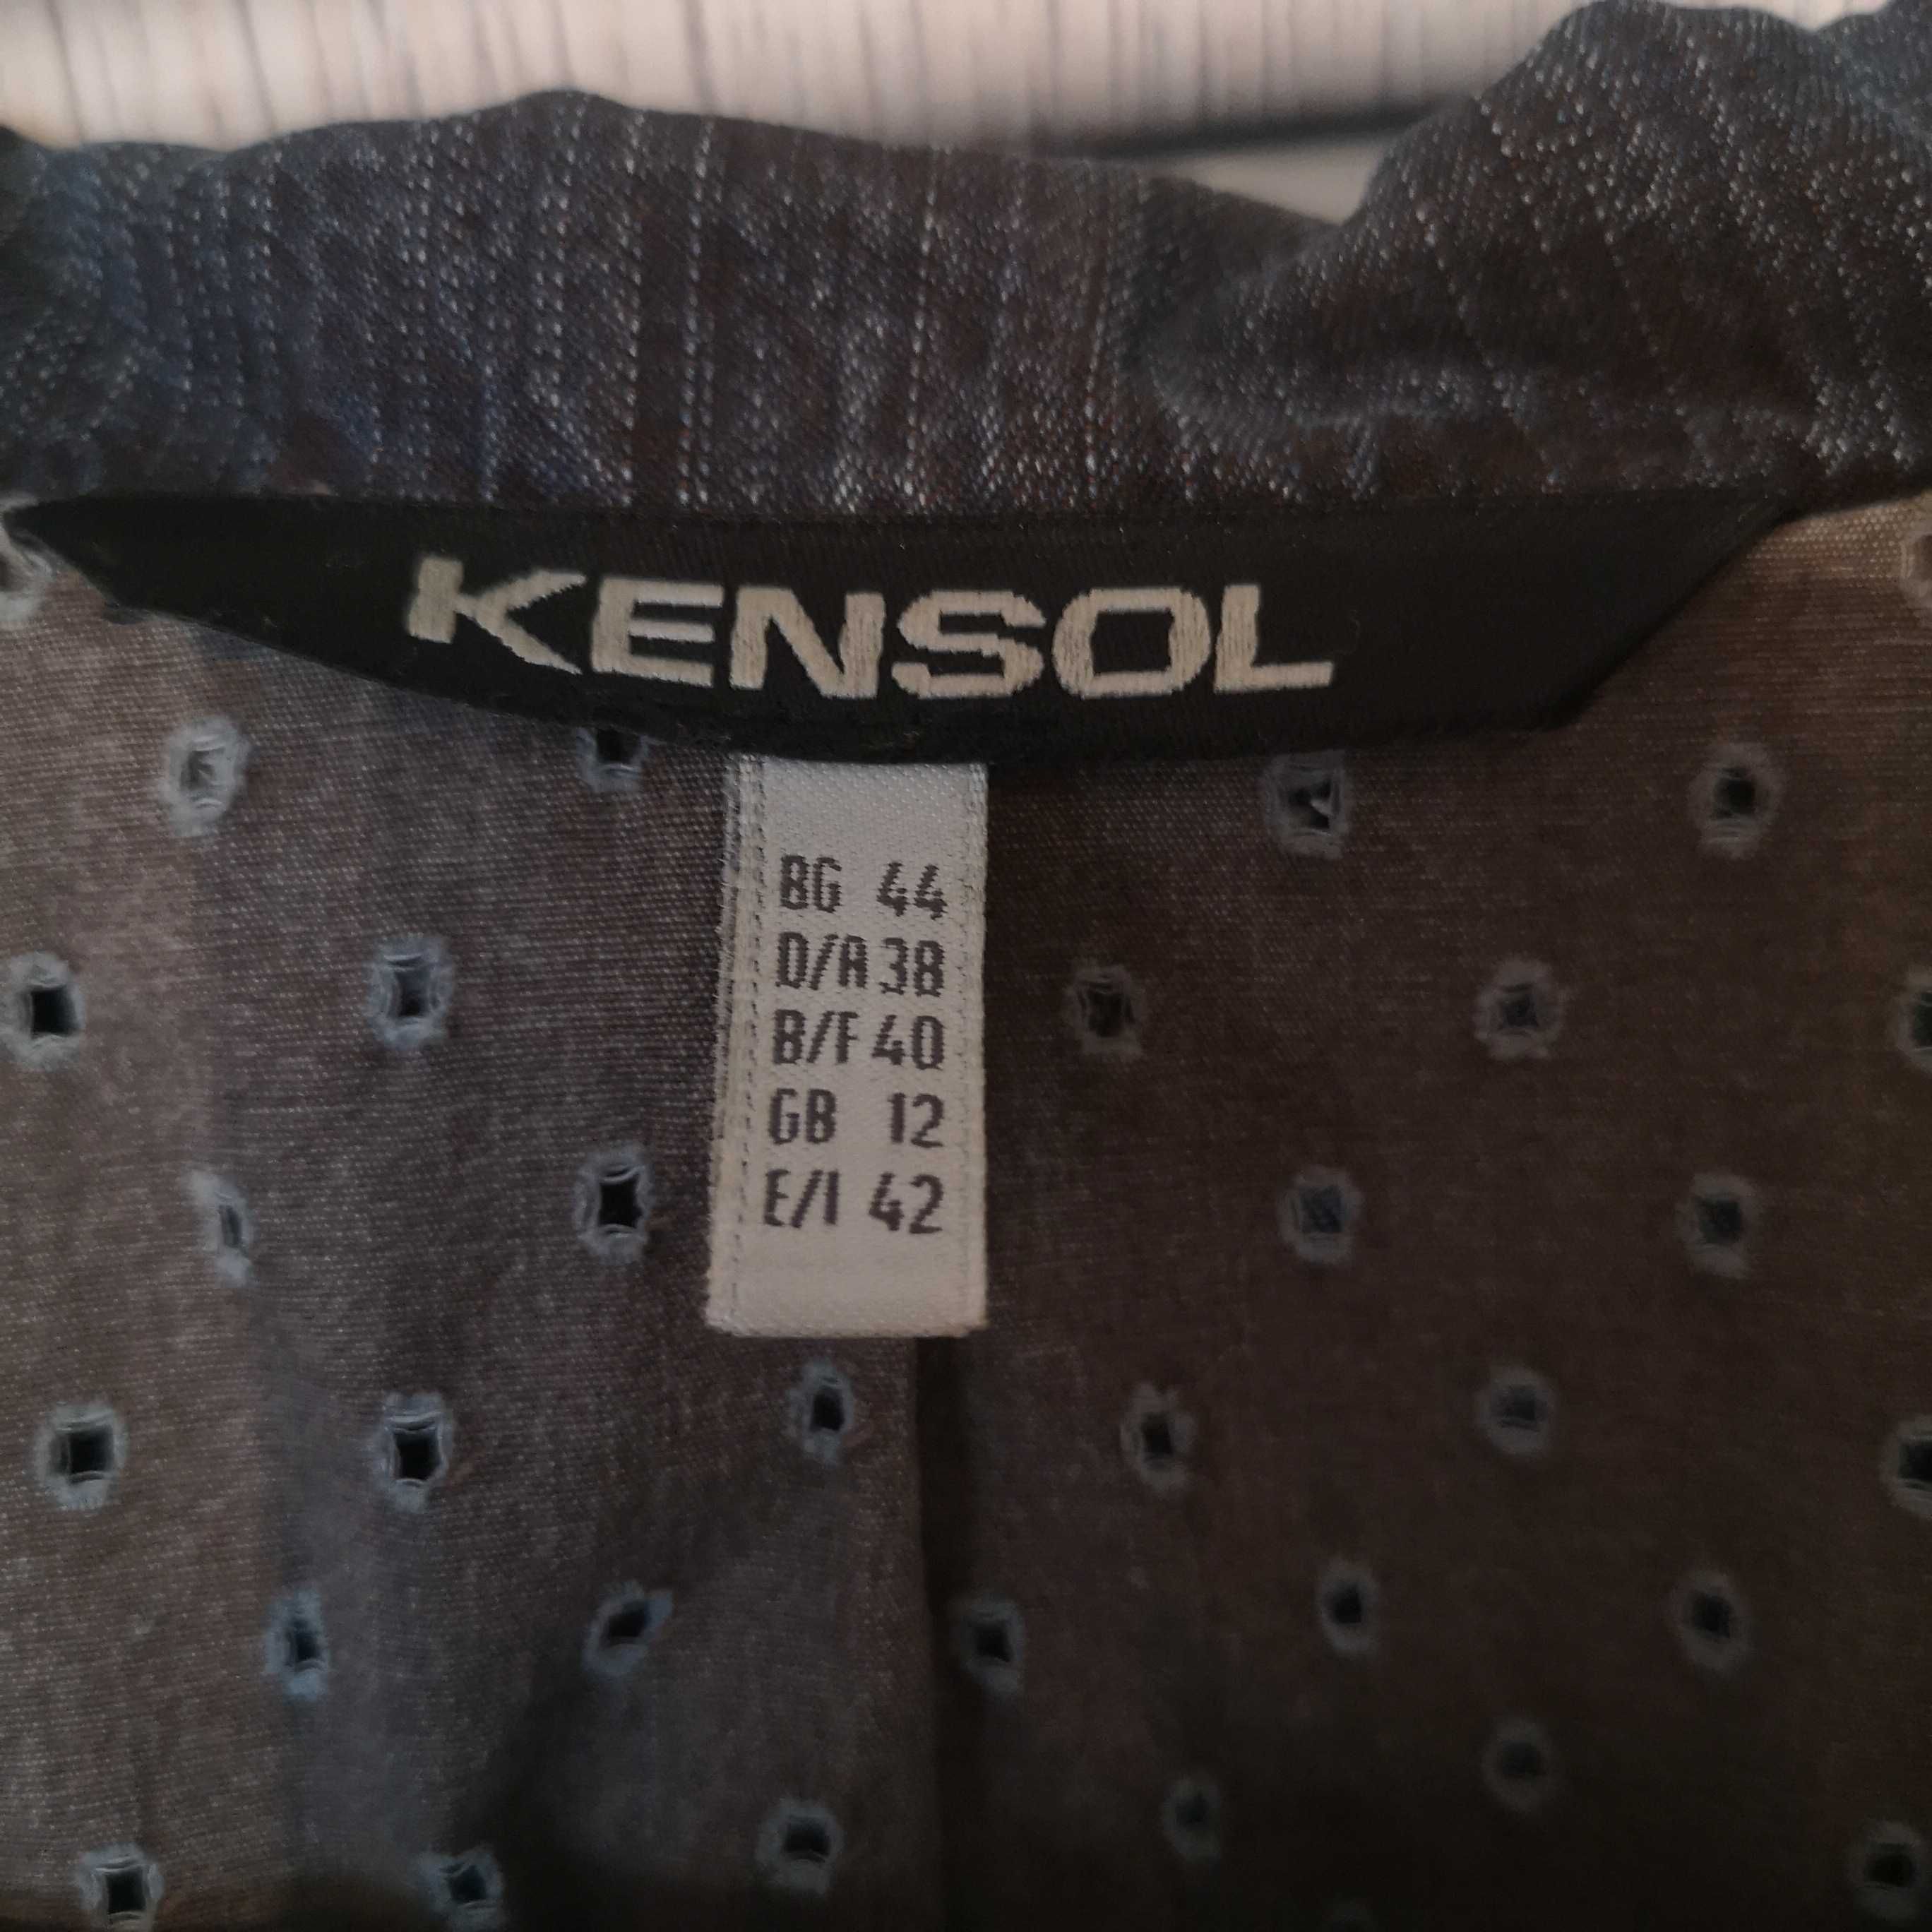 KENSOL
BG 44
D/A 38
B/F 40
GB 12
E/I 42